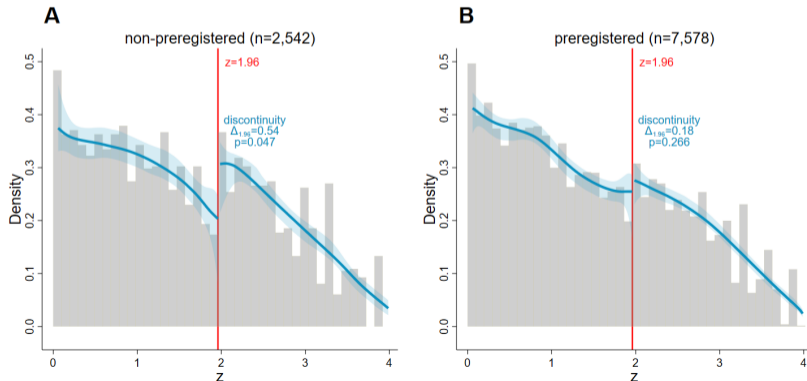 A
non-preregistered (n=2,542)
z=1.96
discontinuity
Δ1.96=0.54
p=0.047
Density
0.5
0.4
0.3
0.2
0.1
0.0
0 1 2 3 4
z
B
preregistered (n=7,578)
z=1.96
discontinuity
Δ1.96=0.18
p=0.266
Density
0.5
0.4
0.3
0.2
0.1
0.0
0 1 2 3 4
z